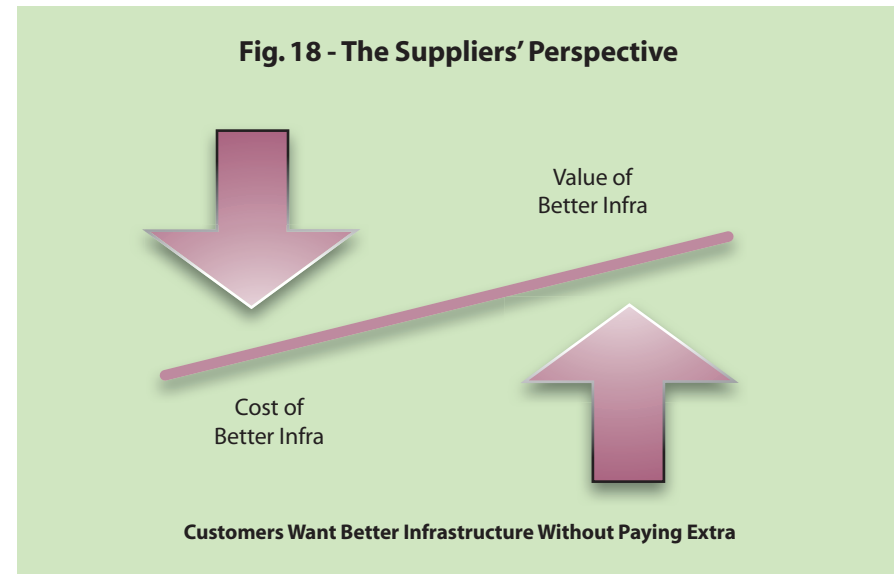 Fig. 18 - The Suppliers’ Perspective
Value of
Better Infra
Cost of
Better Infra
Customers Want Better Infrastructure Without Paying Extra